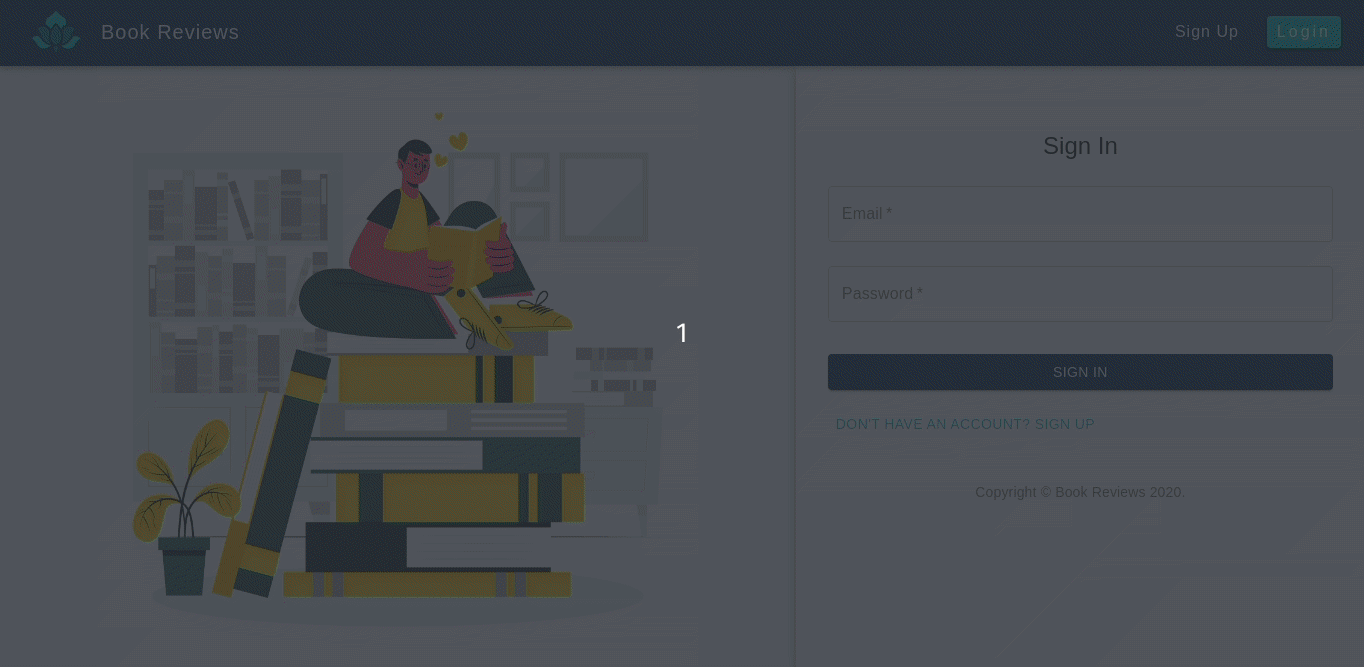 Book Reviews
Sign Up
Login
Sign In
Email *
Password *
1
SIGN IN
DON'T HAVE AN ACCOUNT? SIGN UP
Copyright © Book Reviews 2020.